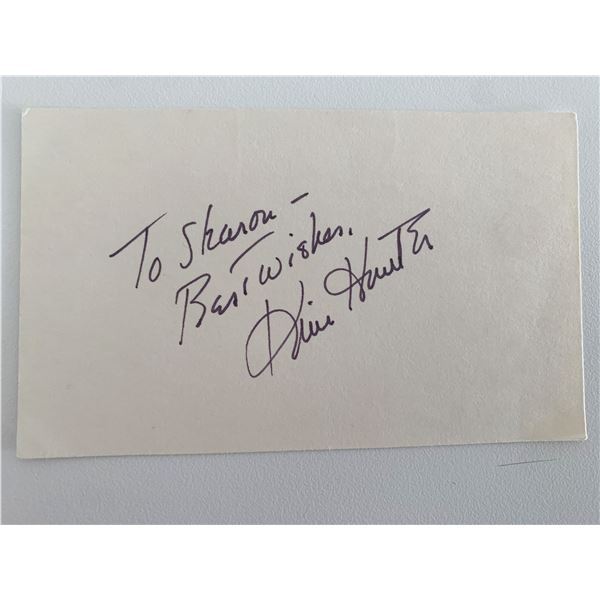 To Sharon -
Best Wishes,
Kim Hunter